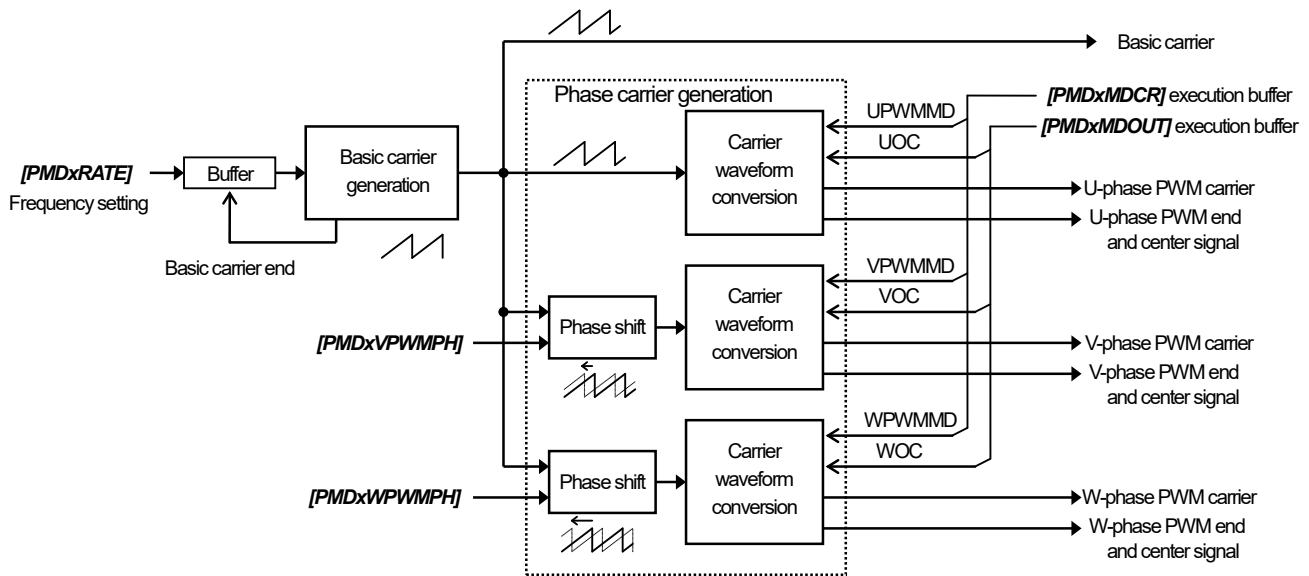 Basic carrier
Phase carrier generation
[PMDxMDCR] execution buffer
UPWMMD
[PMDxMDOUT] execution buffer
UOC
Carrier
waveform
conversion
Basic carrier
generation
[PMDxRATE]
Frequency setting
Buffer
Basic carrier end
U-phase PWM carrier
U-phase PWM end
and center signal
VPWMMD
VOC
Carrier
waveform
conversion
Phase shift
[PMDxVPWMPH]
V-phase PWM carrier
V-phase PWM end
and center signal
WPWMMD
WOC
Carrier
waveform
conversion
Phase shift
[PMDxWPWMPH]
W-phase PWM carrier
W-phase PWM end
and center signal